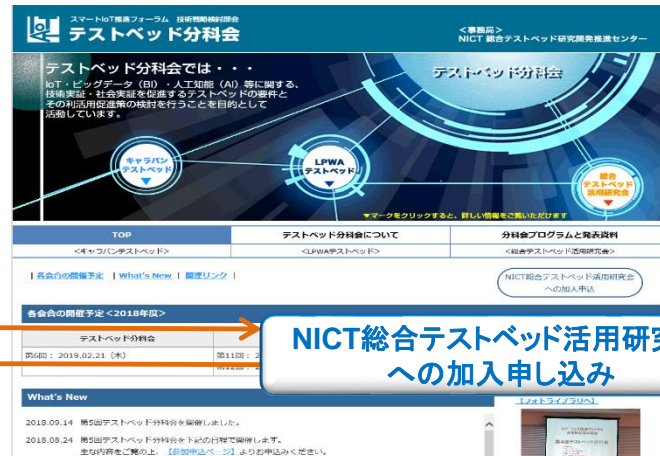 スマートIoT推進フォーラム 技術戦略検討部会
テストベッド分科会
<事務局>
NICT 総合テストベッド研究開発推進センター
テストベッド分科会では・・・
IoT・ビッグデータ（BI）・人工知能（AI）等に関する、
技術実証・社会実証を促進するテストベッドの要件と
その利活用促進策の検討を行うことを目的として
活動しています。
テストベッド分科会
キャラバン
テストベッド
LPWA
テストベッド
総合
テストベッド
活用研究会
▼マークをクリックすると、詳しい情報をご覧いただけます
TOP
テストベッド分科会について
分科会プログラムと発表資料
<キャラバンテストベッド>
<LPWAテストベッド>
<総合テストベッド活用研究会>
| 各会合の開催予定 | What's New | 関連リンク |
NICT総合テストベッド活用研究会
への加入申込
各会合の開催予定<2018年度>
テストベッド分科会
第6回： 2019.02.21（木）
第11回： 2
NICT総合テストベッド活用研
への加入申し込み
What's New
【フォトライブラリへ】
2018.09.14 第5回テストベッド分科会を開催しました。
2018.08.24 第5回テストベッド分科会を下記の日程で開催します。
主な内容をご覧の上、【参加申込ページ】よりお申込みください。